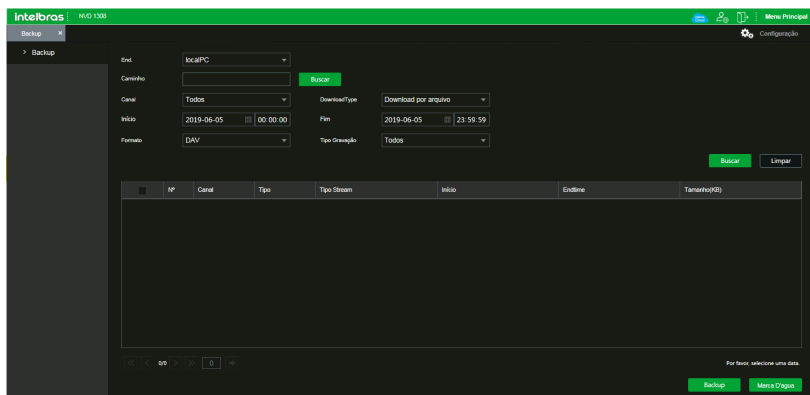 intelbras NVD 1308 Menu Principal
Backup × Configuração
> Backup
End. localPC
Caminho Buscar
Canal Todos DownloadType Download por arquivo
Início 2019-06-05 00:00:00 Fim 2019-06-05 23:59:59
Formato DAV Tipo Gravação Todos
Buscar Limpar
Nº Canal Tipo Tipo Stream Início Endtime Tamanho(KB)
0/0 0 Por favor, selecione uma data.
Backup Marca D'agua